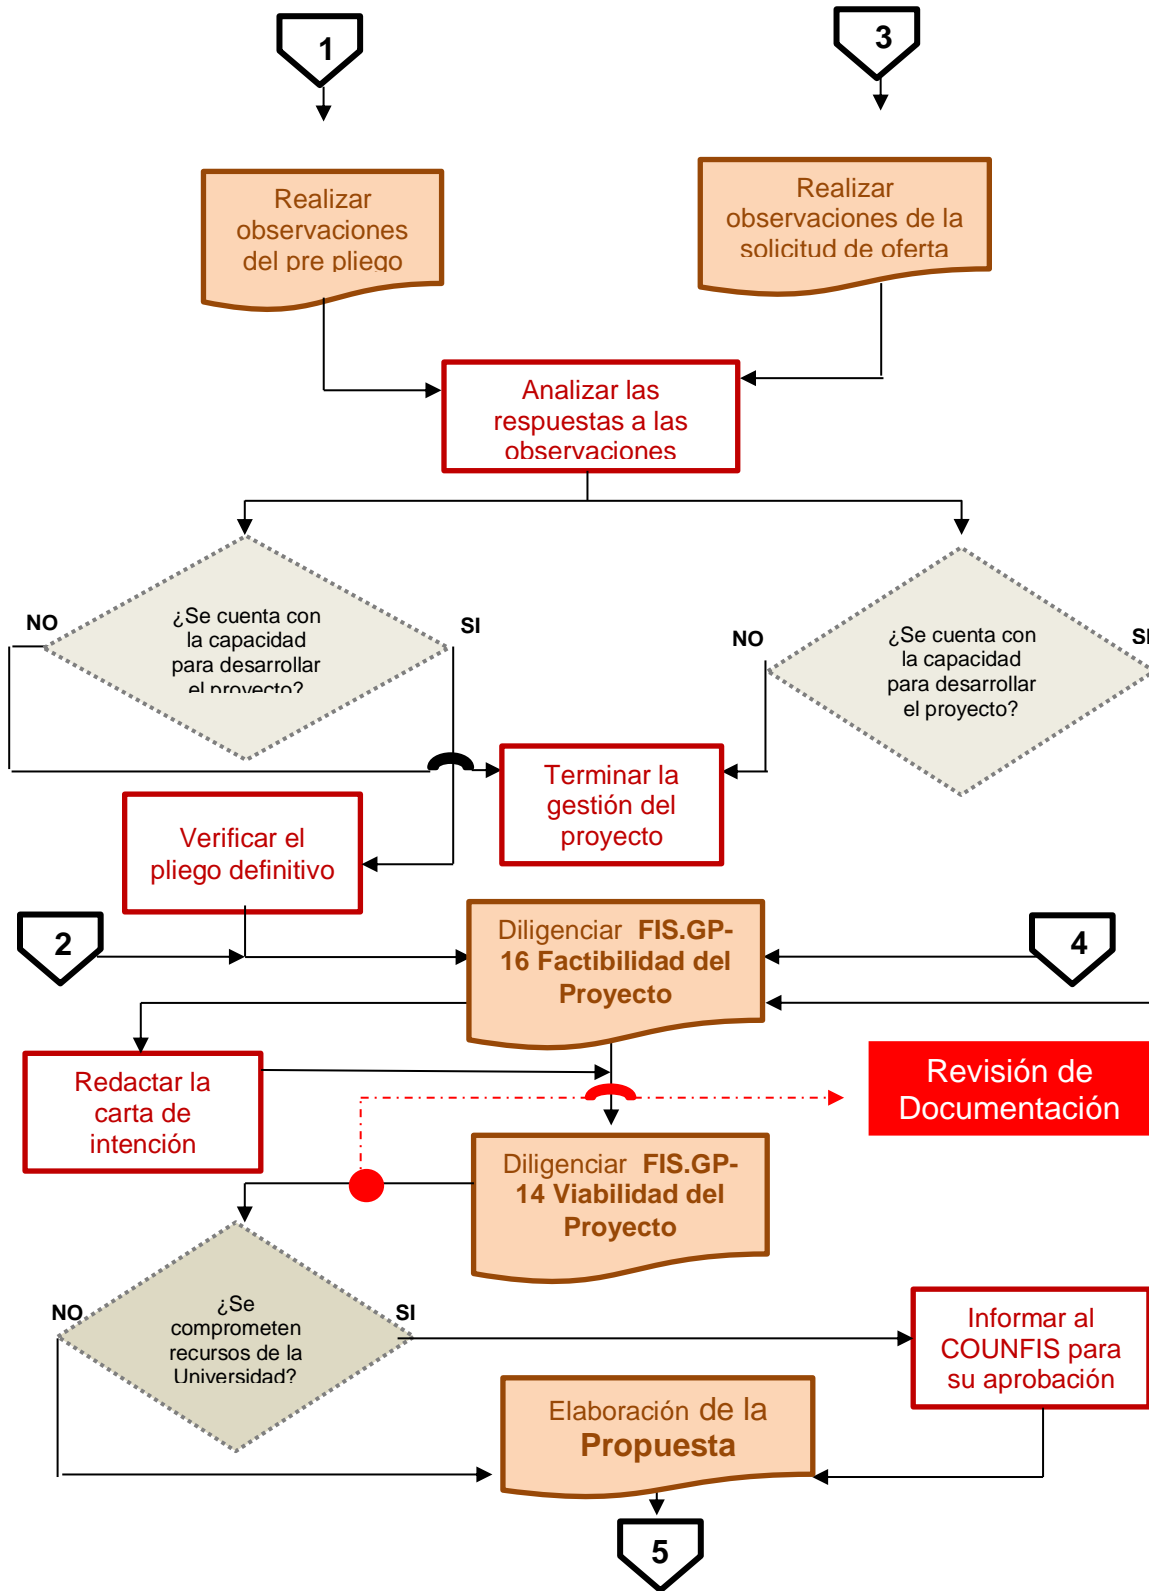 1
3
Realizar
observaciones
del pre pliego
Realizar
observaciones de la
solicitud de oferta
Analizar las
respuestas a las
observaciones
NO
¿Se cuenta con
la capacidad
para desarrollar
el proyecto?
SI
NO
¿Se cuenta con
la capacidad
para desarrollar
el proyecto?
SI
Terminar la
gestión del
proyecto
Verificar el
pliego definitivo
2
Diligenciar FIS.GP-
16 Factibilidad del
Proyecto
4
Redactar la
carta de
intención
Revisión de
Documentación
Diligenciar FIS.GP-
14 Viabilidad del
Proyecto
NO
¿Se
comprometen
recursos de la
Universidad?
SI
Informar al
COUNFIS para
su aprobación
Elaboración de la
Propuesta
5